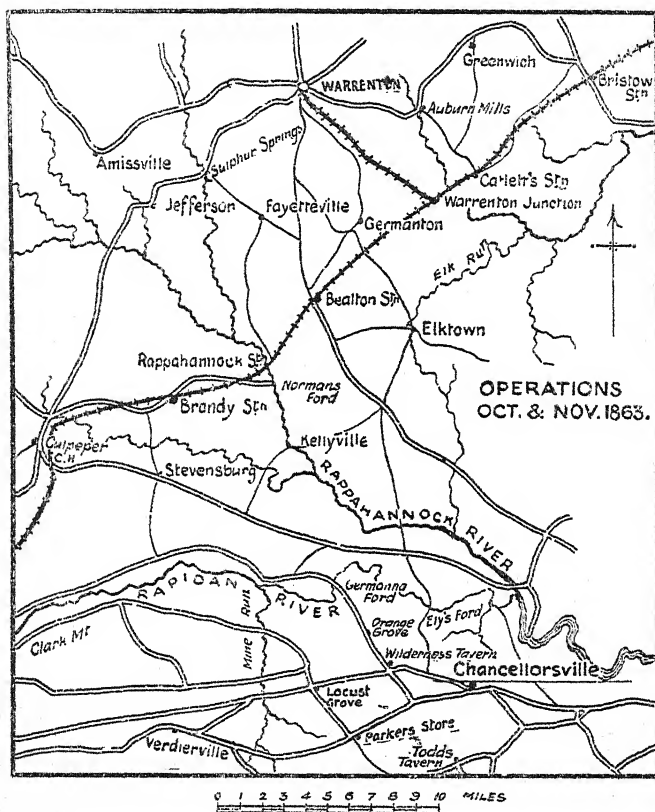 Greenwich
WARRENTON
Bristow
Stn
Auburn Mills
Amissville
Sulphur Springs
Catlett's Stn
Warrenton Junction
Jefferson
Fayetteville
Germanton
Elk Run
Bealton Stn
Elktown
Rappahannock St.
Normans
Ford
OPERATIONS
OCT. & NOV. 1863.
Brandy Stn
Culpeper
C.H
Kellyville
Stevensburg
RAPPAHANNOCK RIVER
RAPIDAN RIVER
Germanna
Ford
Ely's Ford
Mine Run
Orange
Grove
Clark Mt
Wilderness Tavern
Chancellorsville
Locust
Grove
Parkers Store
Verdierville
Todds
Tavern
0 1 2 3 4 5 6 7 8 9 10 MILES